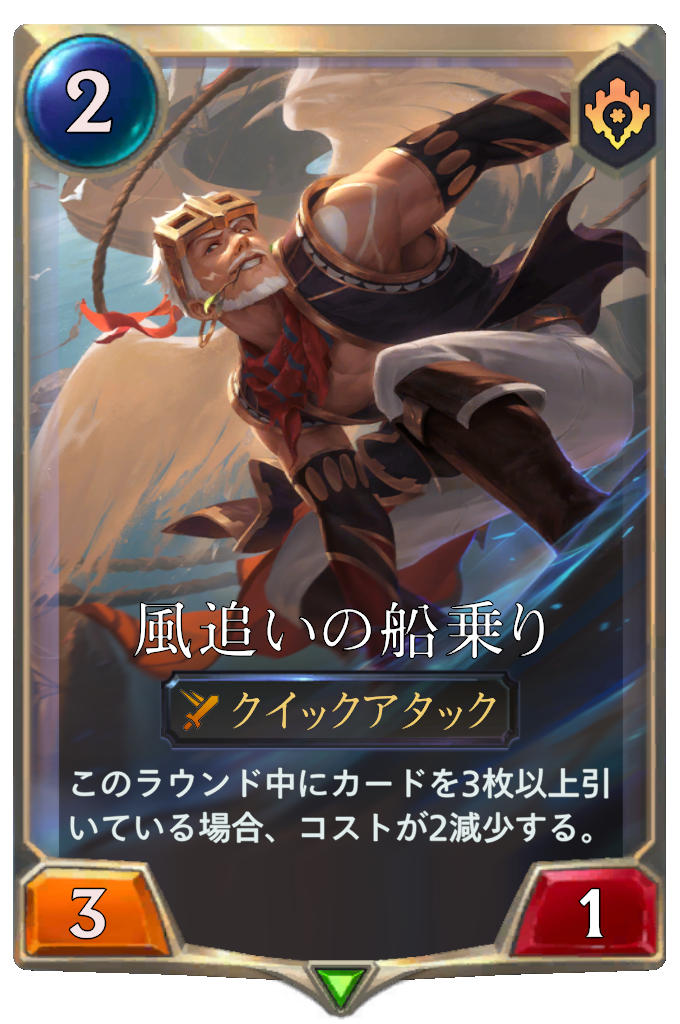 2
風追いの船乗り
クイックアタック
このラウンド中にカードを3枚以上引
いている場合、コストが2減少する。
3
1